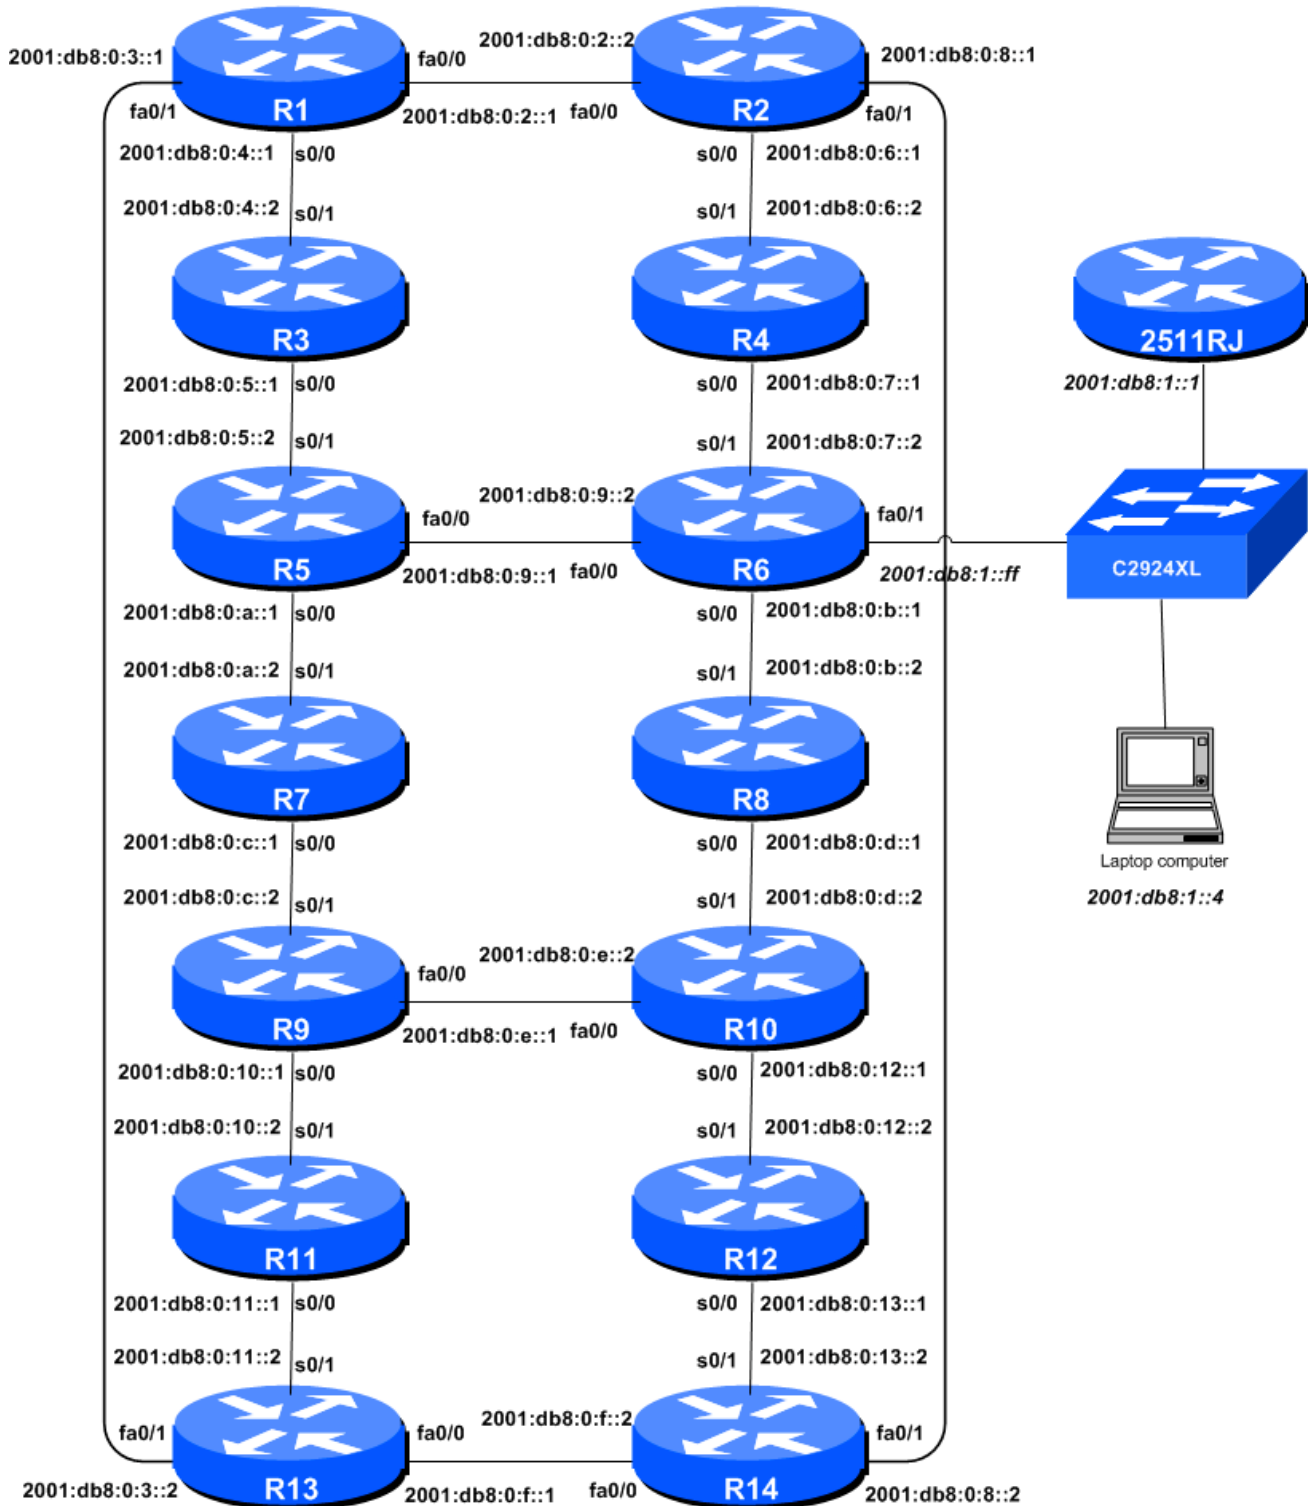 2001:db8:0:3::1
fa0/0
2001:db8:0:2::2
2001:db8:0:8::1
fa0/1
R1
2001:db8:0:2::1
fa0/0
R2
fa0/1
2001:db8:0:4::1
s0/0
s0/0
2001:db8:0:6::1
2001:db8:0:4::2
s0/1
s0/1
2001:db8:0:6::2
R3
R4
2511RJ
2001:db8:0:5::1
s0/0
s0/0
2001:db8:0:7::1
2001:db8:1::1
2001:db8:0:5::2
s0/1
s0/1
2001:db8:0:7::2
fa0/0
2001:db8:0:9::2
fa0/1
R5
2001:db8:0:9::1
fa0/0
R6
2001:db8:1::ff
C2924XL
2001:db8:0:a::1
s0/0
s0/0
2001:db8:0:b::1
2001:db8:0:a::2
s0/1
s0/1
2001:db8:0:b::2
R7
R8
2001:db8:0:c::1
s0/0
s0/0
2001:db8:0:d::1
Laptop computer
2001:db8:0:c::2
s0/1
s0/1
2001:db8:0:d::2
2001:db8:1::4
fa0/0
2001:db8:0:e::2
R9
2001:db8:0:e::1
fa0/0
R10
2001:db8:0:10::1
s0/0
s0/0
2001:db8:0:12::1
2001:db8:0:10::2
s0/1
s0/1
2001:db8:0:12::2
R11
R12
2001:db8:0:11::1
s0/0
s0/0
2001:db8:0:13::1
2001:db8:0:11::2
s0/1
s0/1
2001:db8:0:13::2
fa0/1
fa0/0
2001:db8:0:f::2
fa0/1
2001:db8:0:3::2
R13
2001:db8:0:f::1
fa0/0
R14
2001:db8:0:8::2